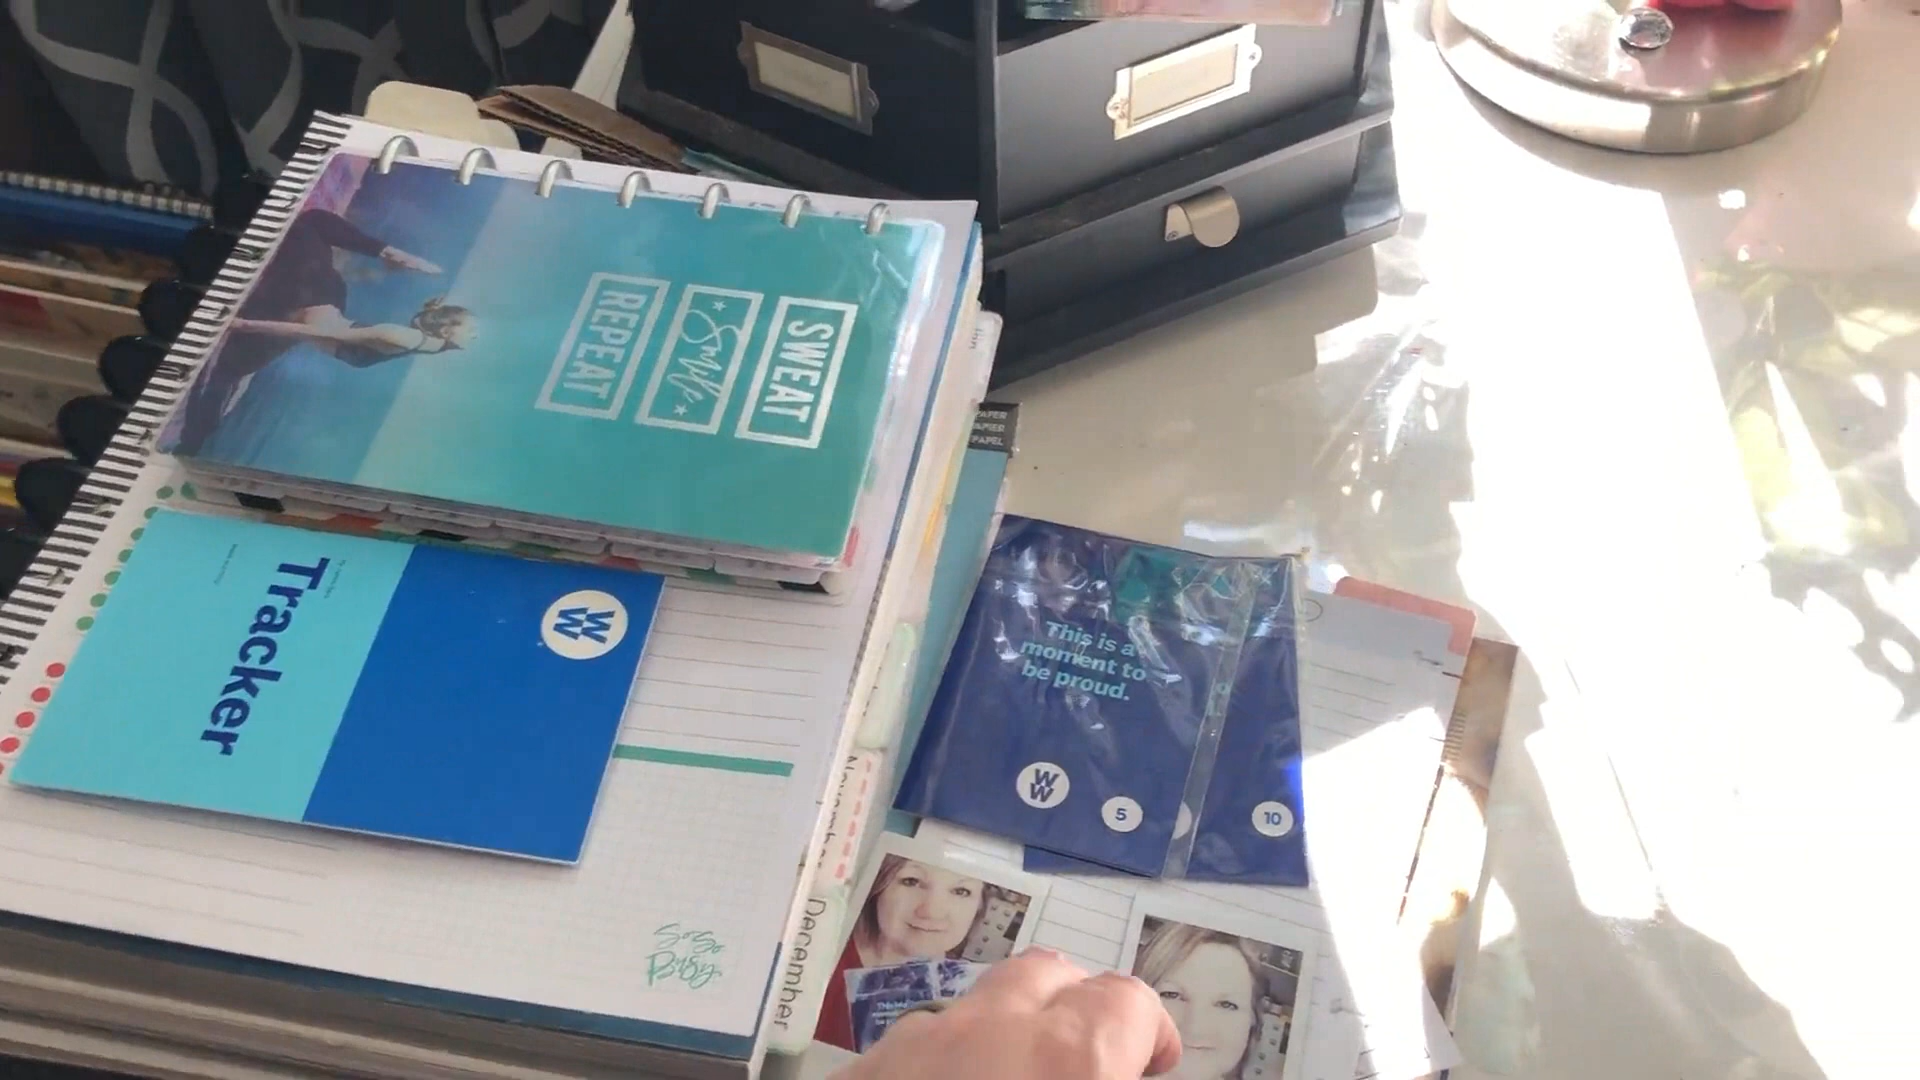 SWEAT
Smile
REPEAT
PAPER
PAPIER
PAPEL
WW
Tracker
This is a
moment to
be proud.
WW
5
10
November
December
So So
Busy